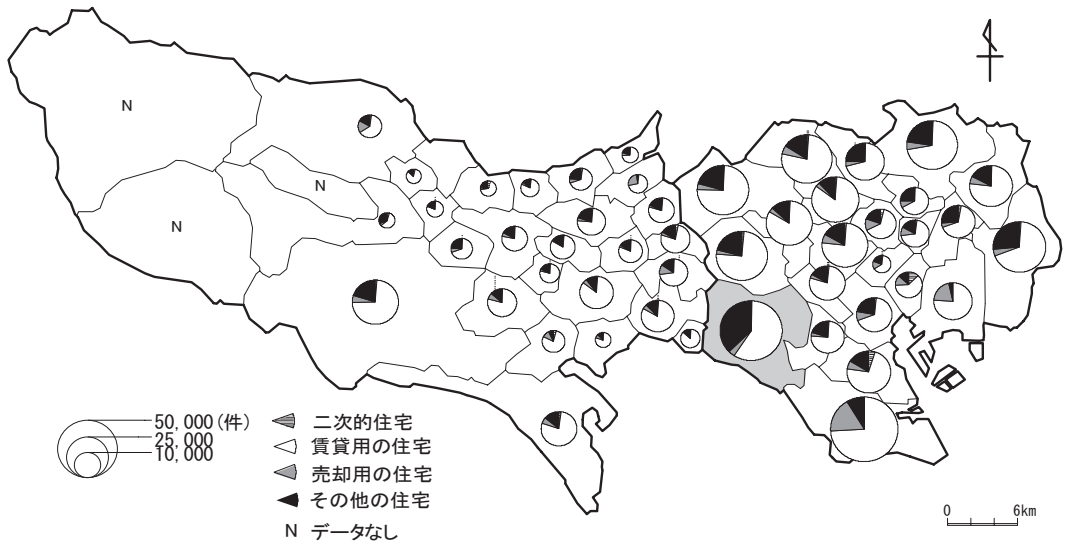 N
N
N
50,000(件)
25,000
10,000
二次的住宅
賃貸用の住宅
売却用の住宅
その他の住宅
N データなし
0 6km